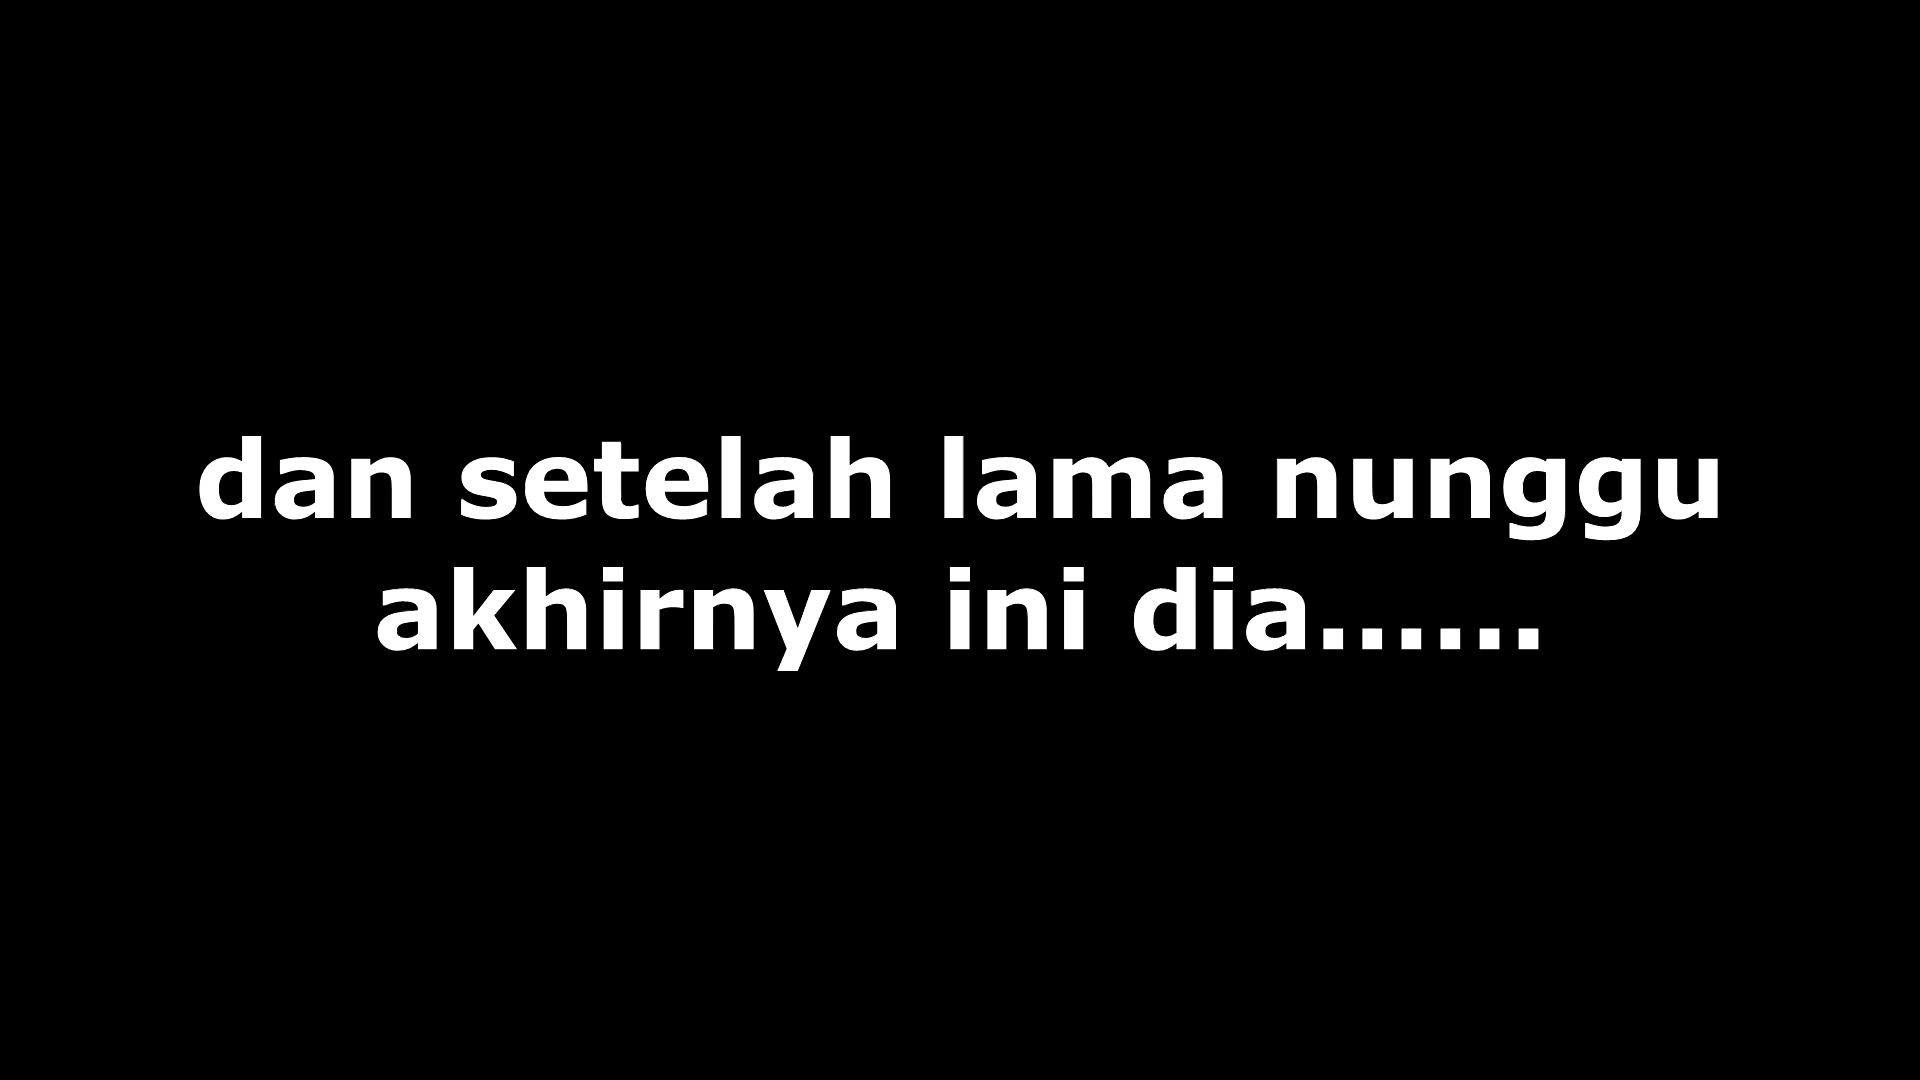 dan setelah lama nunggu
akhirnya ini dia......